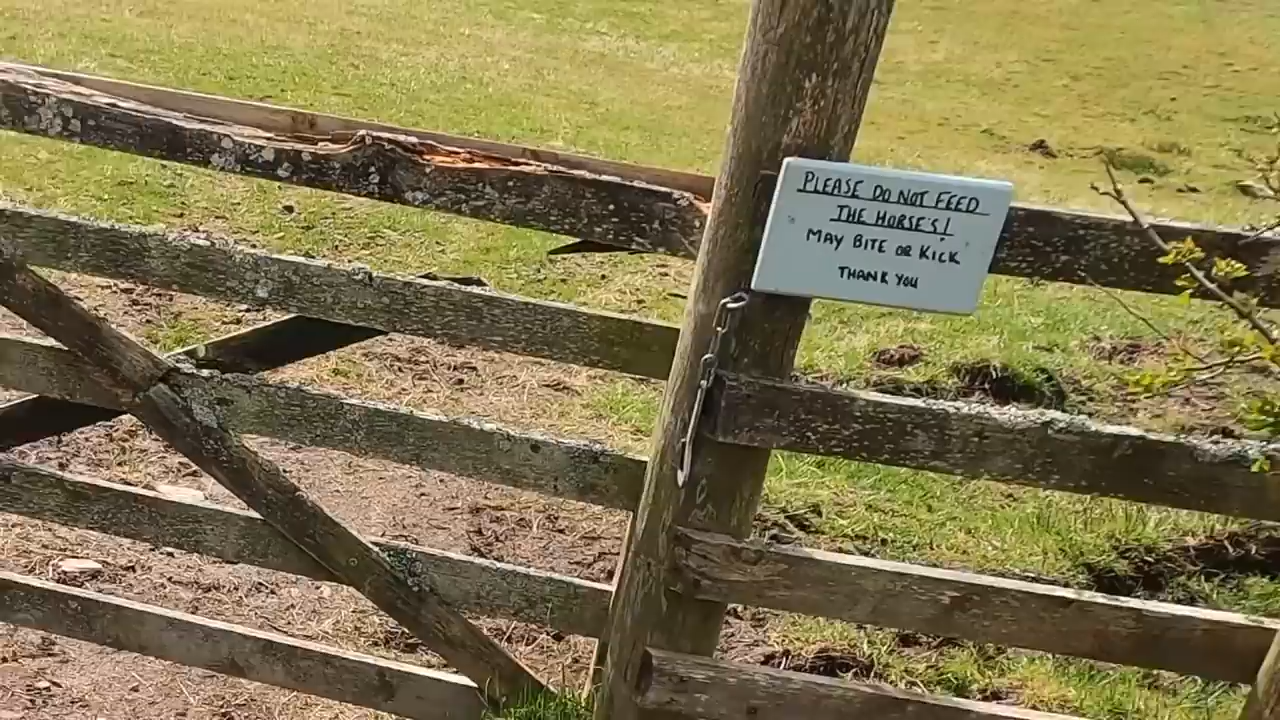 PLEASE DO NOT FEED
THE HORSE'S!
MAY BITE OR KICK
THANK YOU